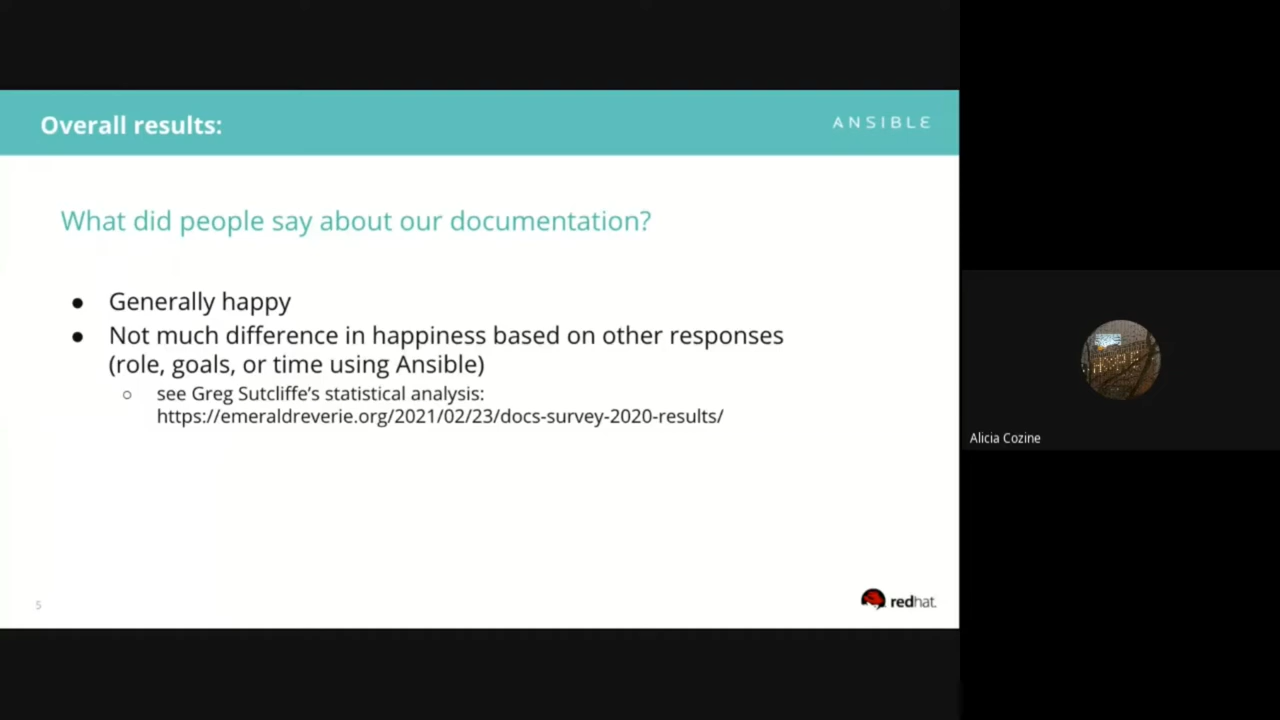 Overall results:
ANSIBLE
What did people say about our documentation?
● Generally happy
● Not much difference in happiness based on other responses
(role, goals, or time using Ansible)
○ see Greg Sutcliffe's statistical analysis:
https://emeraldreverie.org/2021/02/23/docs-survey-2020-results/
5
redhat.
Alicia Cozine